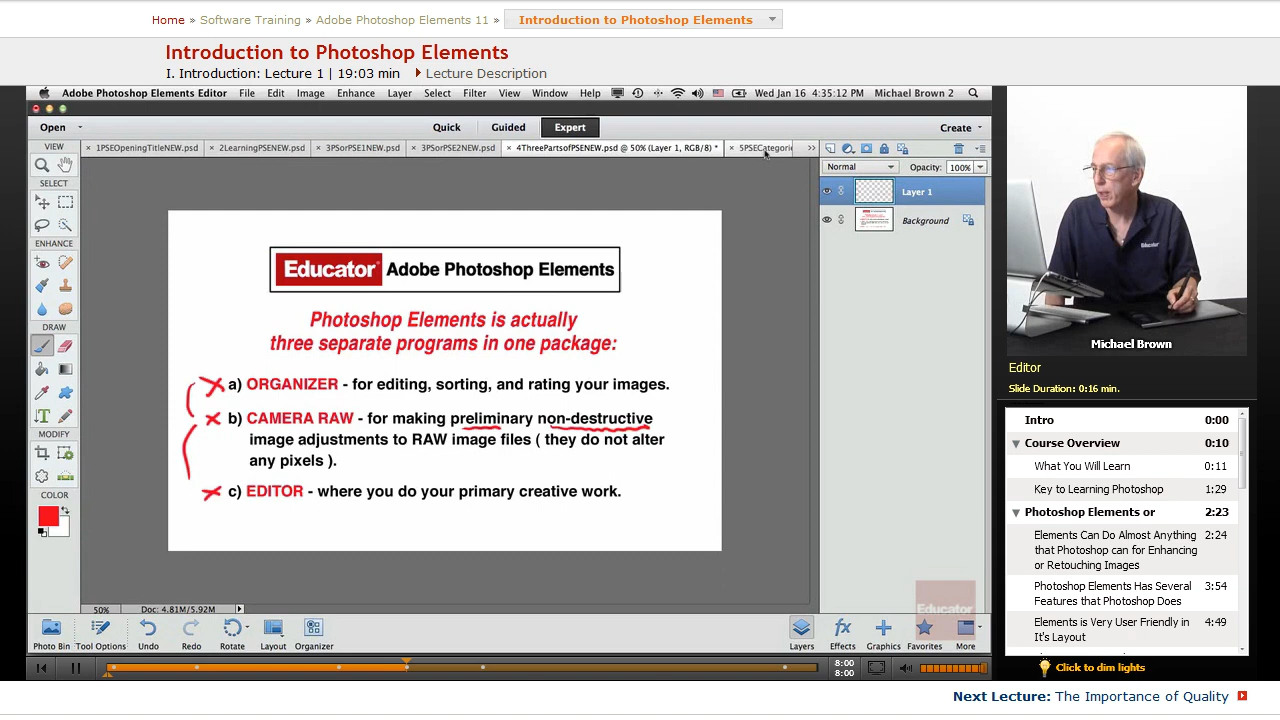 Home » Software Training » Adobe Photoshop Elements 11 » Introduction to Photoshop Elements
Introduction to Photoshop Elements
I. Introduction: Lecture 1 | 19:03 min Lecture Description
Adobe Photoshop Elements Editor File Edit Image Enhance Layer Select Filter View Window Help Wed Jan 16 4:35:12 PM Michael Brown 2
Open Quick Guided Expert Create
VIEW
× 1PSEOpeningTitleNEW.psd × 2LearningPSENEW.psd × 3PSorPSE1NEW.psd × 3PSorPSE2NEW.psd × 4ThreePartsofPSENEW.psd @ 50% (Layer 1, RGB/8) * × 5PSECategorie »
Normal Opacity: 100%
SELECT
Layer 1
Background
ENHANCE
DRAW
MODIFY
COLOR
Educator® Adobe Photoshop Elements
Photoshop Elements is actually
three separate programs in one package:
a) ORGANIZER - for editing, sorting, and rating your images.
b) CAMERA RAW - for making preliminary non-destructive
image adjustments to RAW image files ( they do not alter
any pixels ).
c) EDITOR - where you do your primary creative work.
50% Doc: 4.81M/5.92M
Educator
Photo Bin Tool Options Undo Redo Rotate Layout Organizer Layers Effects Graphics Favorites More
8:00
8:00
Educator
Michael Brown
Editor
Slide Duration: 0:16 min.
Intro 0:00
Course Overview 0:10
What You Will Learn 0:11
Key to Learning Photoshop 1:29
Photoshop Elements or 2:23
Elements Can Do Almost Anything 2:24
that Photoshop can for Enhancing
or Retouching Images
Photoshop Elements Has Several 3:54
Features that Photoshop Does
Elements is Very User Friendly in 4:49
It's Layout
Click to dim lights
Next Lecture: The Importance of Quality